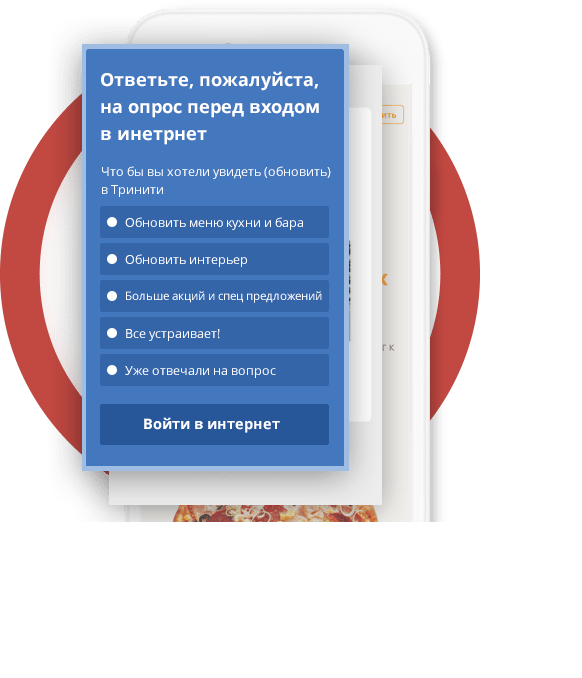 Ответьте, пожалуйста,
на опрос перед входом
в инетрнет
Что бы вы хотели увидеть (обновить)
в Тринити
Обновить меню кухни и бара
Обновить интерьер
Больше акций и спец предложений
Все устраивает!
Уже отвечали на вопрос
Войти в интернет